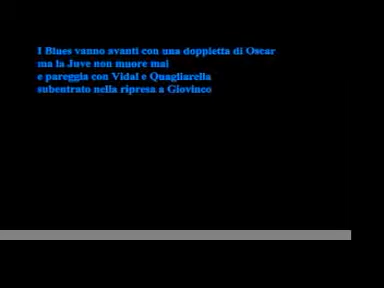 I Blues vanno avanti con una doppietta di Oscar
ma la Juve non muore mai
e pareggia con Vidal e Quagliarella
subentrato nella ripresa a Giovinco